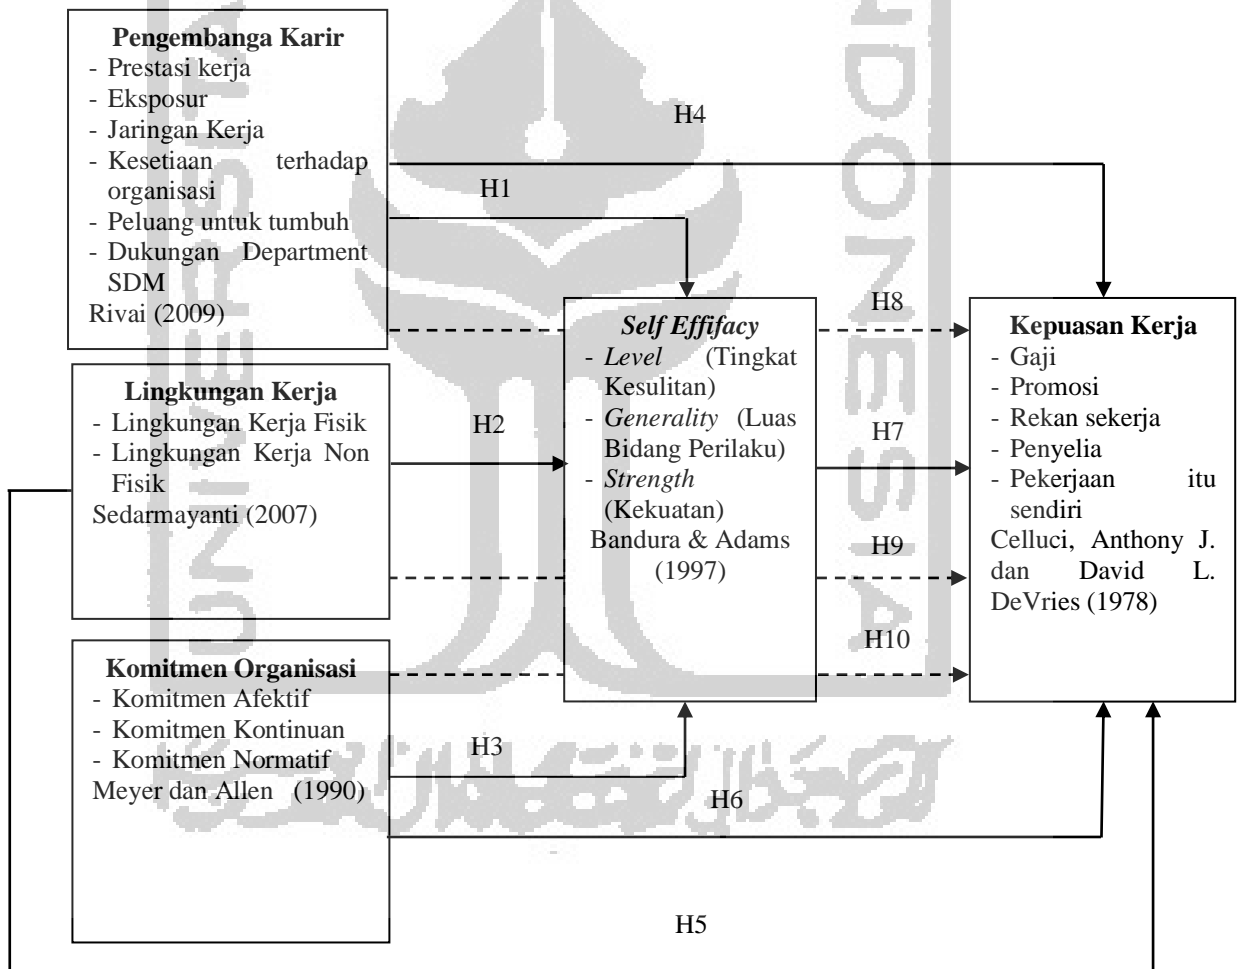 Pengembanga Karir
- Prestasi kerja
- Eksposur
- Jaringan Kerja
- Kesetiaan terhadap
organisasi
- Peluang untuk tumbuh
- Dukungan Department
SDM
Rivai (2009)
H4
H1
Lingkungan Kerja
- Lingkungan Kerja Fisik
- Lingkungan Kerja Non
Fisik
Sedarmayanti (2007)
H2
Self Effifacy
- Level (Tingkat
Kesulitan)
- Generality (Luas
Bidang Perilaku)
- Strength
(Kekuatan)
Bandura & Adams
(1997)
H8
H7
H9
H10
Kepuasan Kerja
- Gaji
- Promosi
- Rekan sekerja
- Penyelia
- Pekerjaan itu
sendiri
Celluci, Anthony J.
dan David L.
DeVries (1978)
Komitmen Organisasi
- Komitmen Afektif
- Komitmen Kontinuan
- Komitmen Normatif
Meyer dan Allen (1990)
H3
H6
H5
UNIVERSITA
NDONESIA